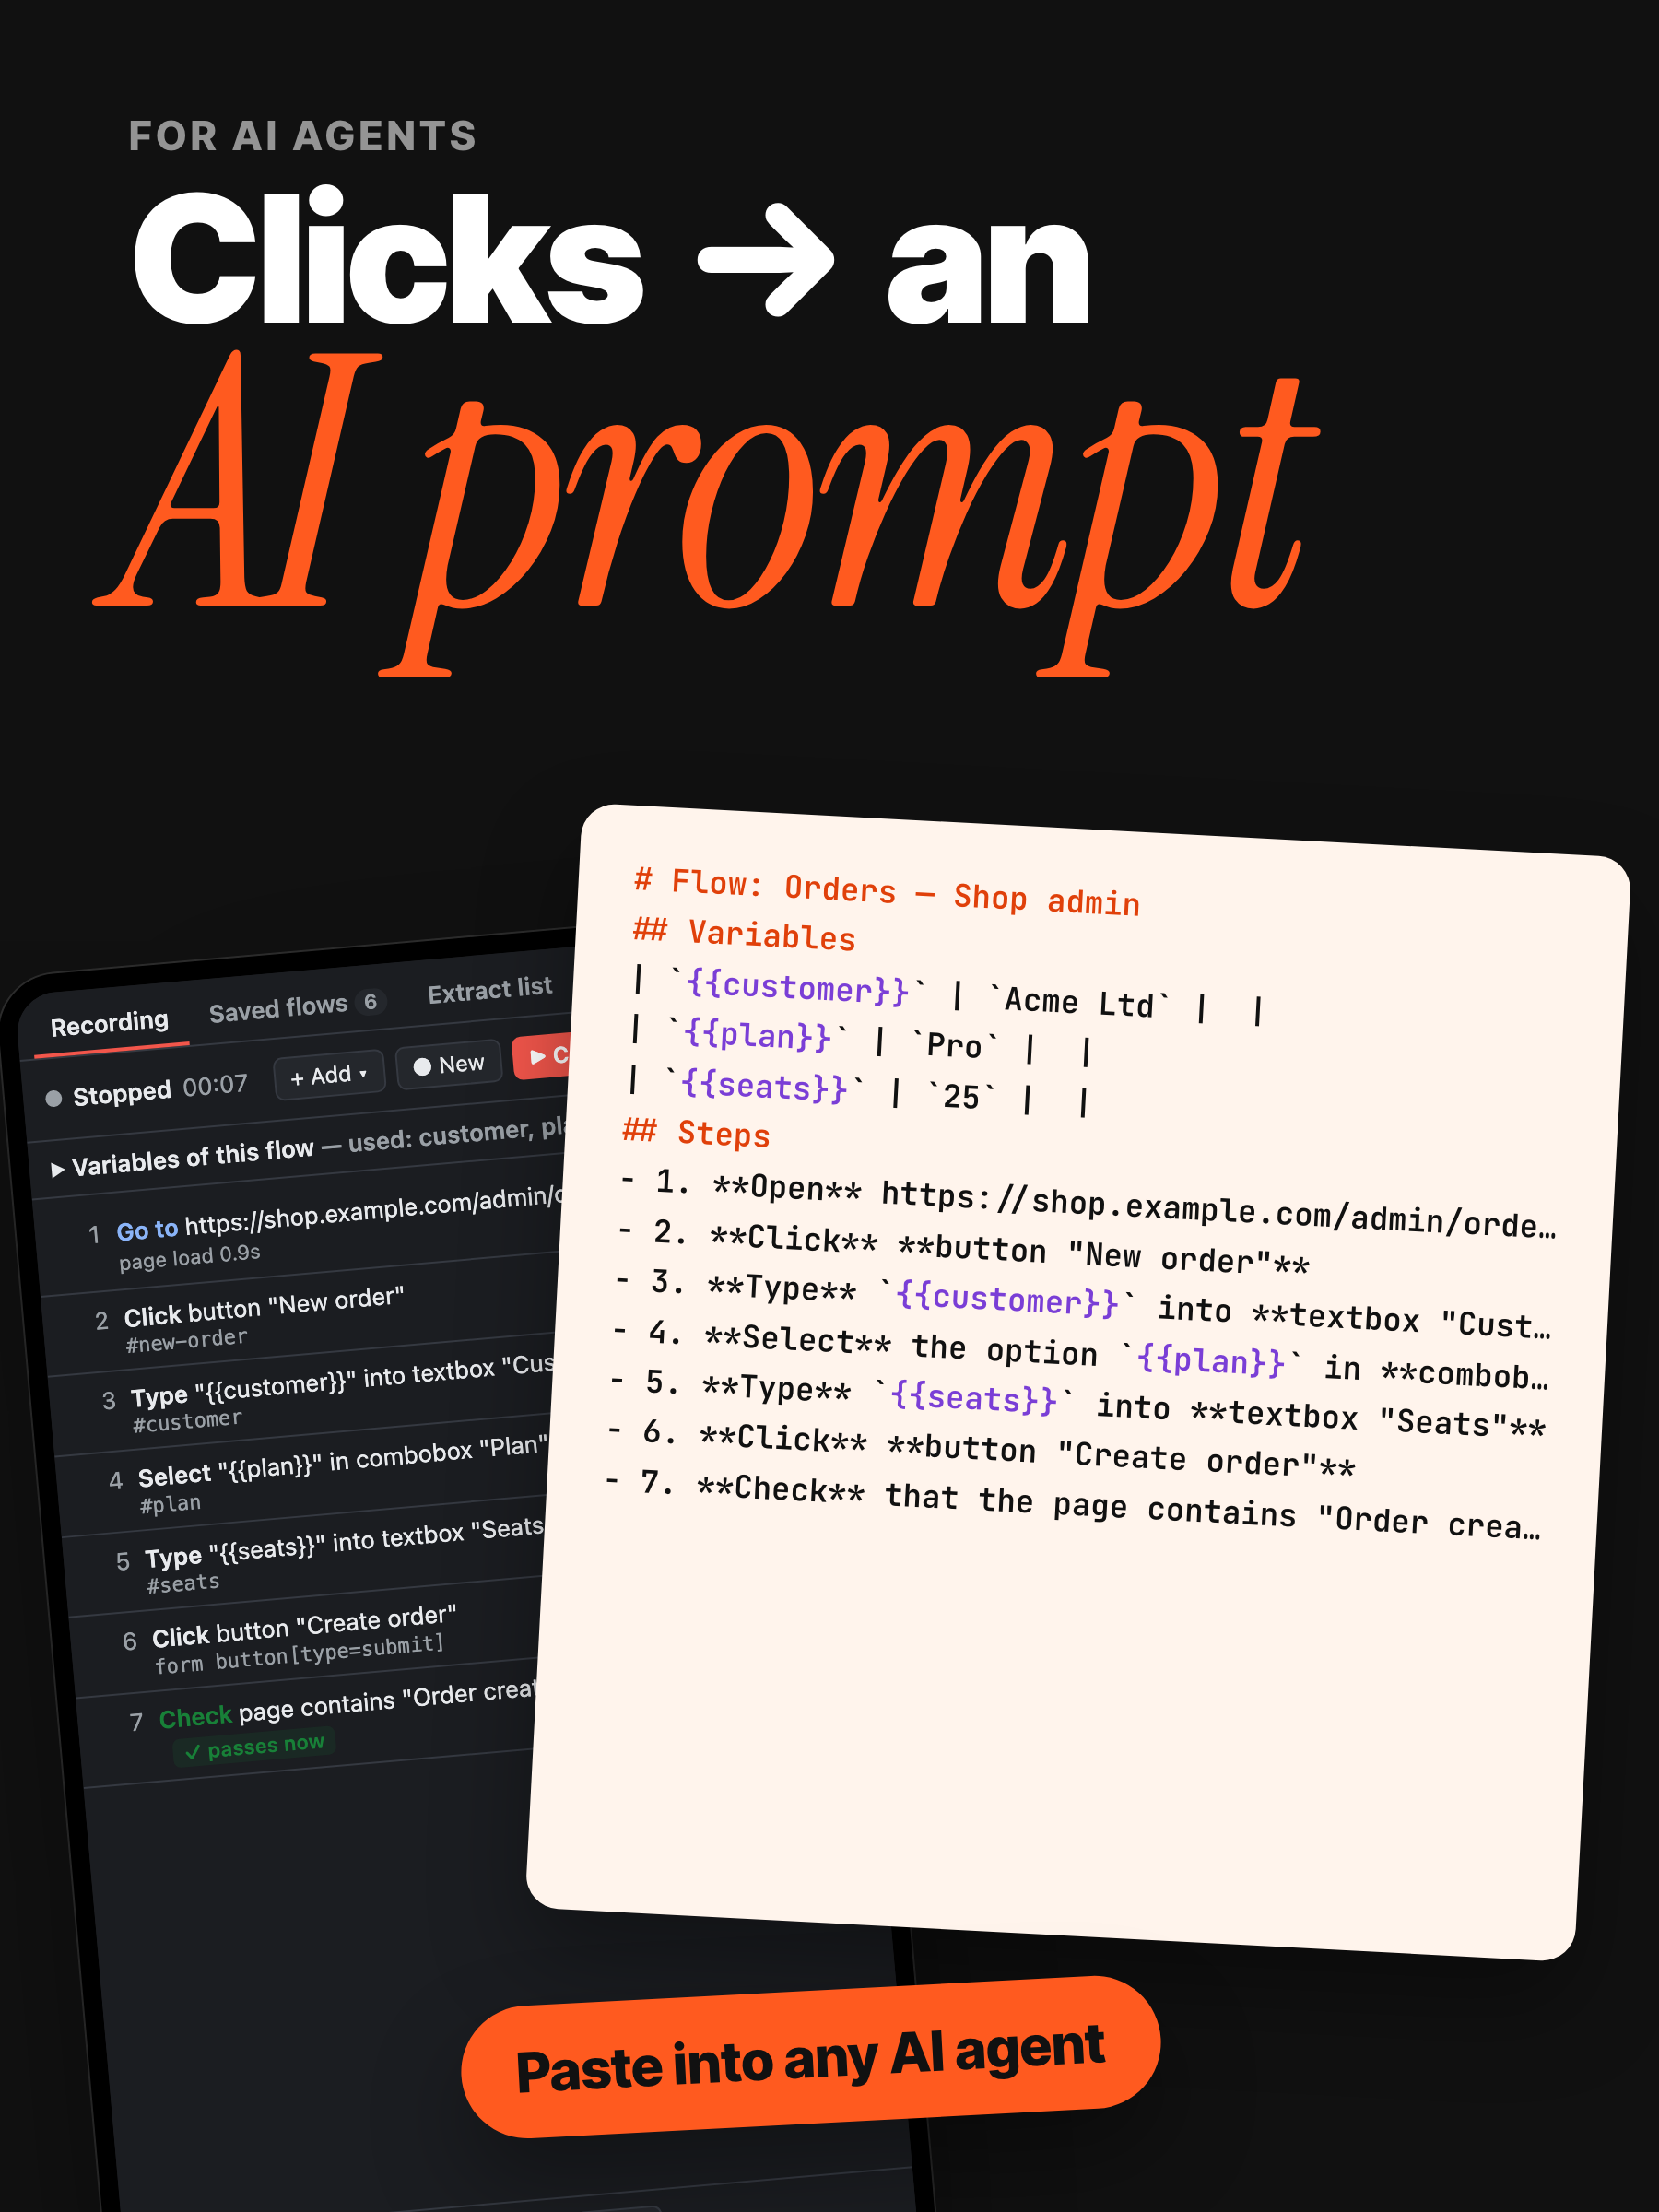 FOR AI AGENTS
Clicks → an
AI prompt
Recording
Saved flows 6
Extract list
Stopped 00:07
+ Add ▾
New
▶ C
▶ Variables of this flow — used: customer, pla
1 Go to https://shop.example.com/admin/o
page load 0.9s
2 Click button "New order"
#new-order
3 Type "{{customer}}" into textbox "Cus
#customer
4 Select "{{plan}}" in combobox "Plan"
#plan
5 Type "{{seats}}" into textbox "Seats
#seats
6 Click button "Create order"
form button[type=submit]
7 Check page contains "Order creat
✓ passes now
# Flow: Orders — Shop admin
## Variables
| `{{customer}}` | `Acme Ltd` | |
| `{{plan}}` | `Pro` | |
| `{{seats}}` | `25` | |
## Steps
- 1. **Open** https://shop.example.com/admin/orde…
- 2. **Click** **button "New order"**
- 3. **Type** `{{customer}}` into **textbox "Cust…
- 4. **Select** the option `{{plan}}` in **combob…
- 5. **Type** `{{seats}}` into **textbox "Seats"**
- 6. **Click** **button "Create order"**
- 7. **Check** that the page contains "Order crea…
Paste into any AI agent